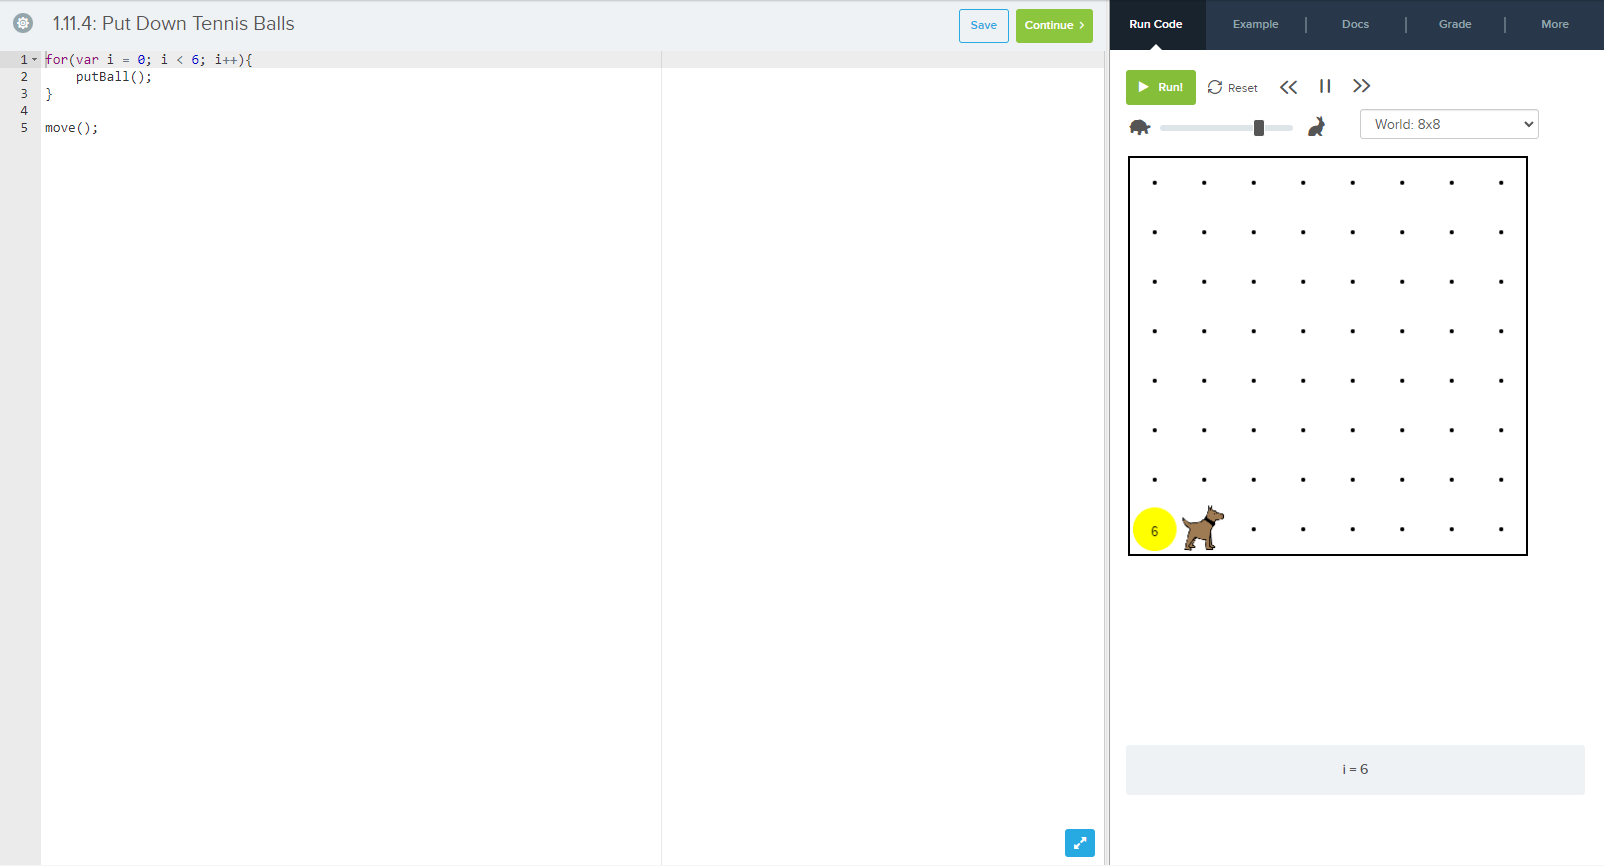 1.11.4: Put Down Tennis Balls
Save
Continue >
Run Code
Example
Docs
Grade
More
1 for(var i = 0; i < 6; i++){
2     putBall();
3 }
4
5 move();
Run!
Reset
World: 8x8
6
i = 6